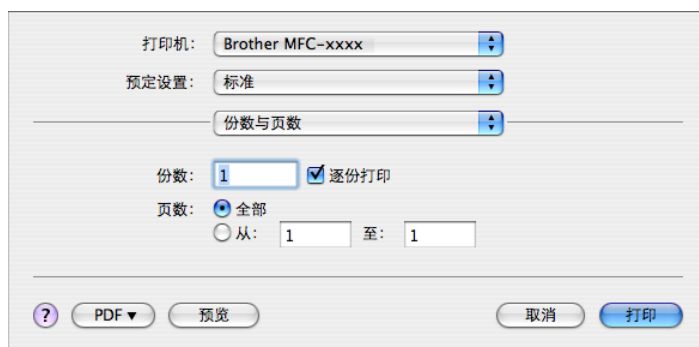 打印机： Brother MFC-xxxx
预定设置： 标准
份数与页数
份数： 1 逐份打印
页数： 全部
从： 1 至： 1
? PDF▼ 预览 取消 打印